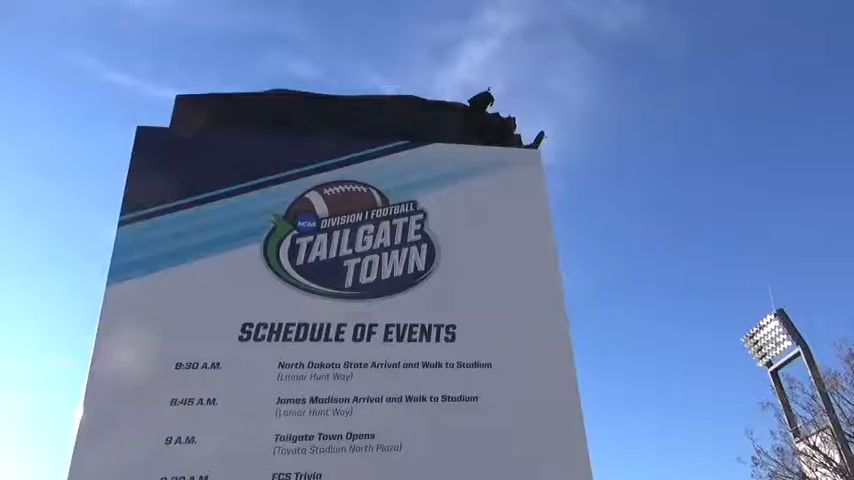 NCAA
DIVISION I FOOTBALL
TAILGATE
TOWN
SCHEDULE OF EVENTS
8:30 A.M. North Dakota State Arrival and Walk to Stadium
(Lamar Hunt Way)
8:45 A.M. James Madison Arrival and Walk to Stadium
(Lamar Hunt Way)
9 A.M. Tailgate Town Opens
(Toyota Stadium North Plaza)
FCS Trivia